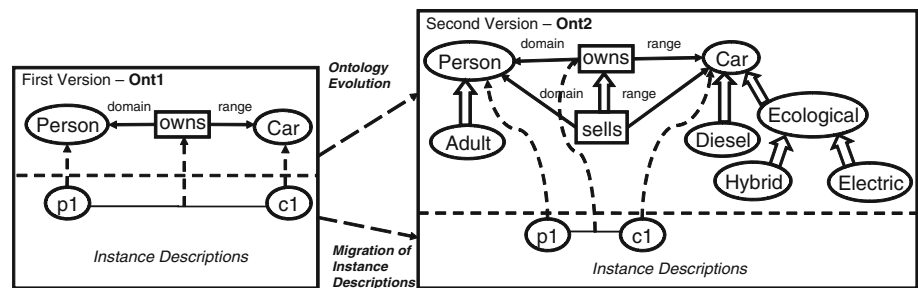 First Version – Ont1
domain
range
Person
owns
Car
p1
c1
Instance Descriptions
Ontology
Evolution
Migration of
Instance
Descriptions
Second Version – Ont2
domain
range
Person
owns
Car
domain
range
Adult
sells
Diesel
Ecological
Hybrid
Electric
p1
c1
Instance Descriptions